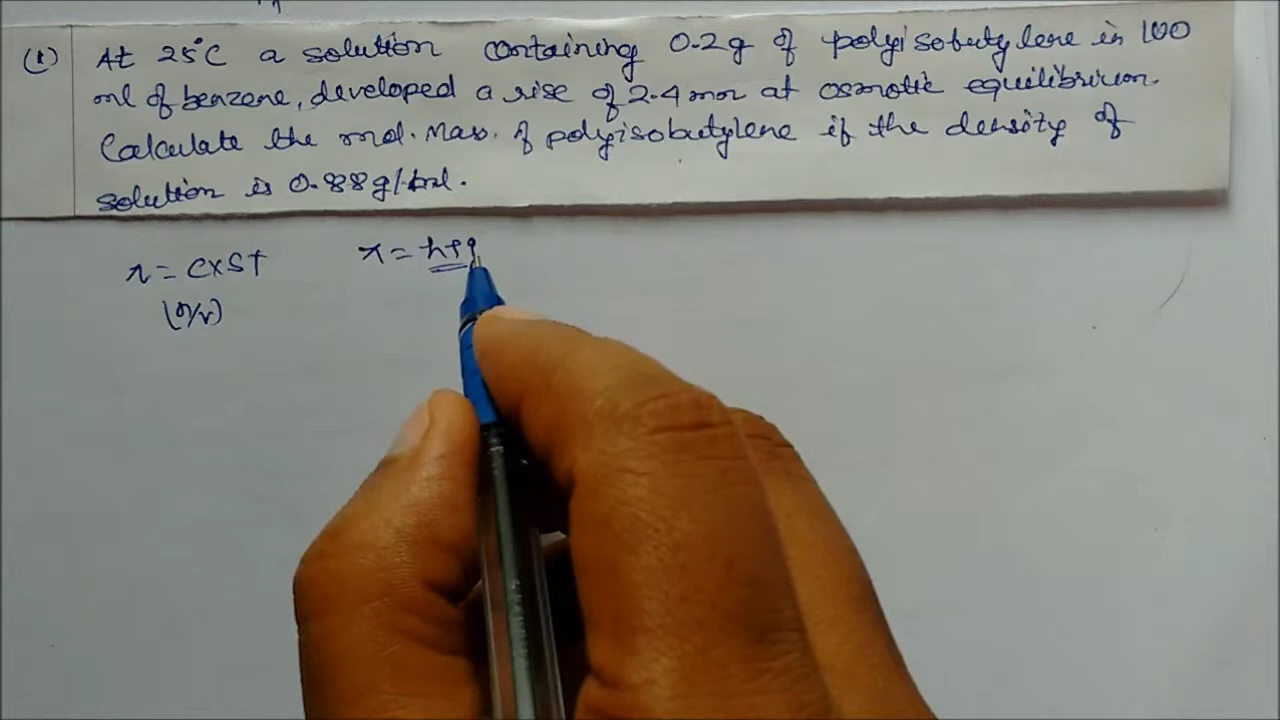 (1) At 25°C a solution containing 0.2g of polyisobutylene in 100
ml of benzene, developed a rise of 2.4 mm at osmotic equilibrium.
Calculate the mol. Mass. of polyisobutylene if the density of
solution is 0.88g/ml.
π = C×ST π = hρg
(n/v)